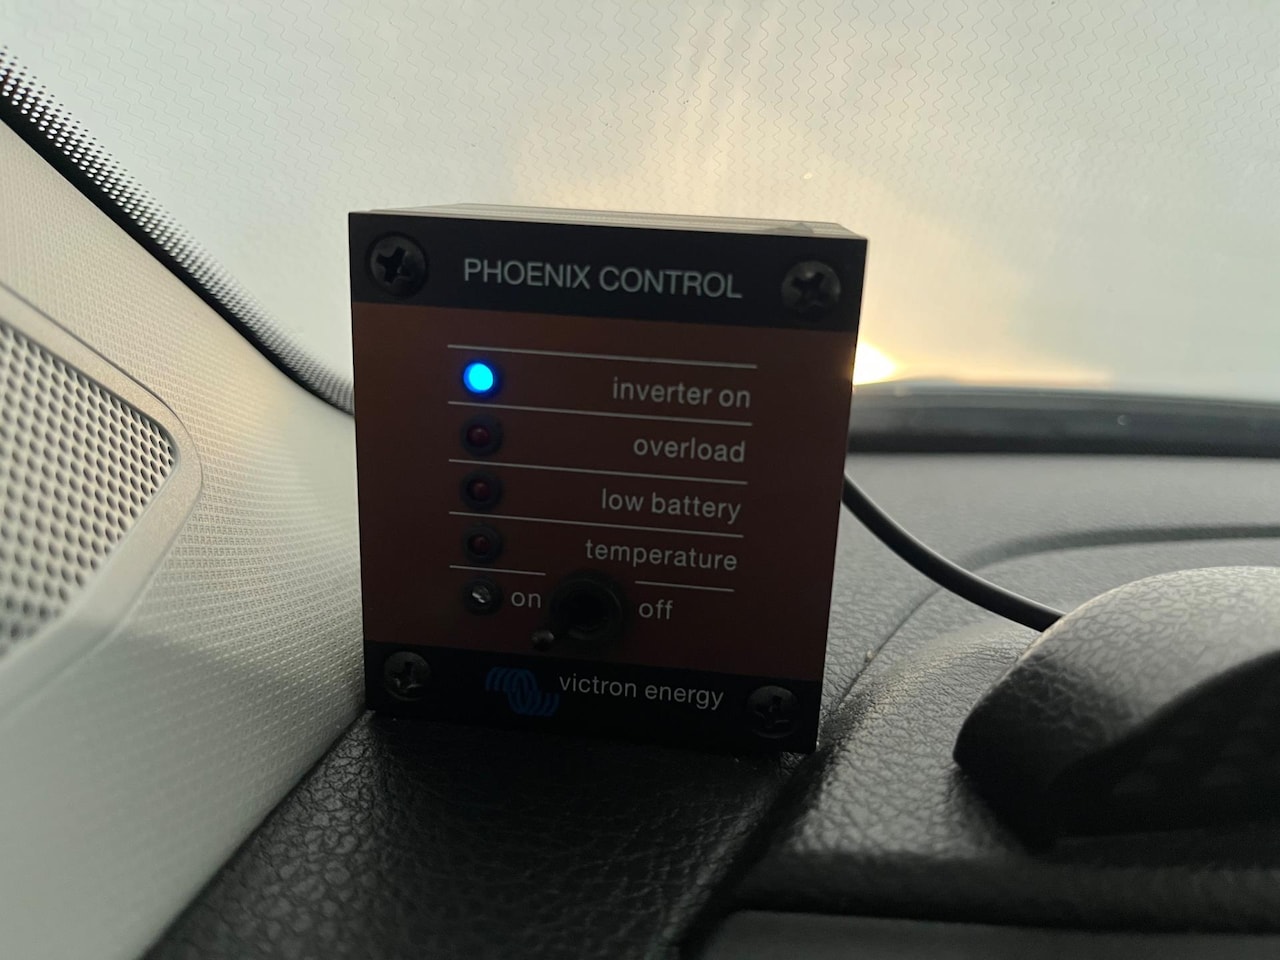 PHOENIX CONTROL
inverter on
overload
low battery
temperature
on off
victron energy